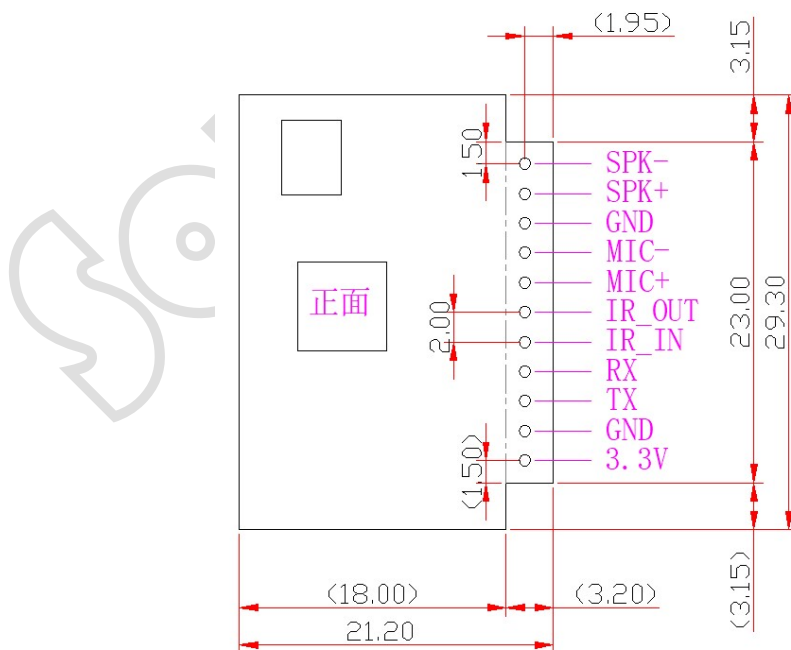 (1.95)
3.15
1.50
SPK-
SPK+
GND
MIC-
MIC+
正面
IR_OUT
2.00
IR_IN
23.00
29.30
RX
TX
GND
3.3V
(1.50)
(18.00)
(3.20)
(3.15)
21.20